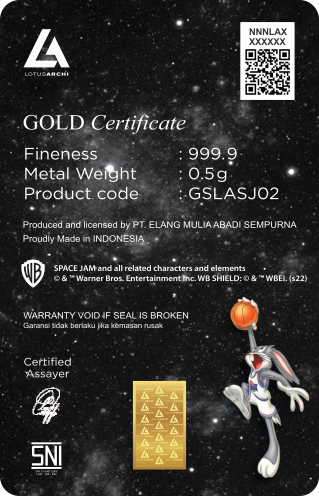 LOTUSARCHI
NNNLAX
XXXXXX
GOLD Certificate
Fineness : 999.9
Metal Weight : 0.5g
Product code : GSLASJ02
Produced and licensed by PT. ELANG MULIA ABADI SEMPURNA
Proudly Made in INDONESIA
WB
SPACE JAM and all related characters and elements
© & ™ Warner Bros. Entertainment Inc. WB SHIELD: © & ™ WBEI. (s22)
WARRANTY VOID IF SEAL IS BROKEN
Garansi tidak berlaku jika kemasan rusak
Certified
Assayer
SNI